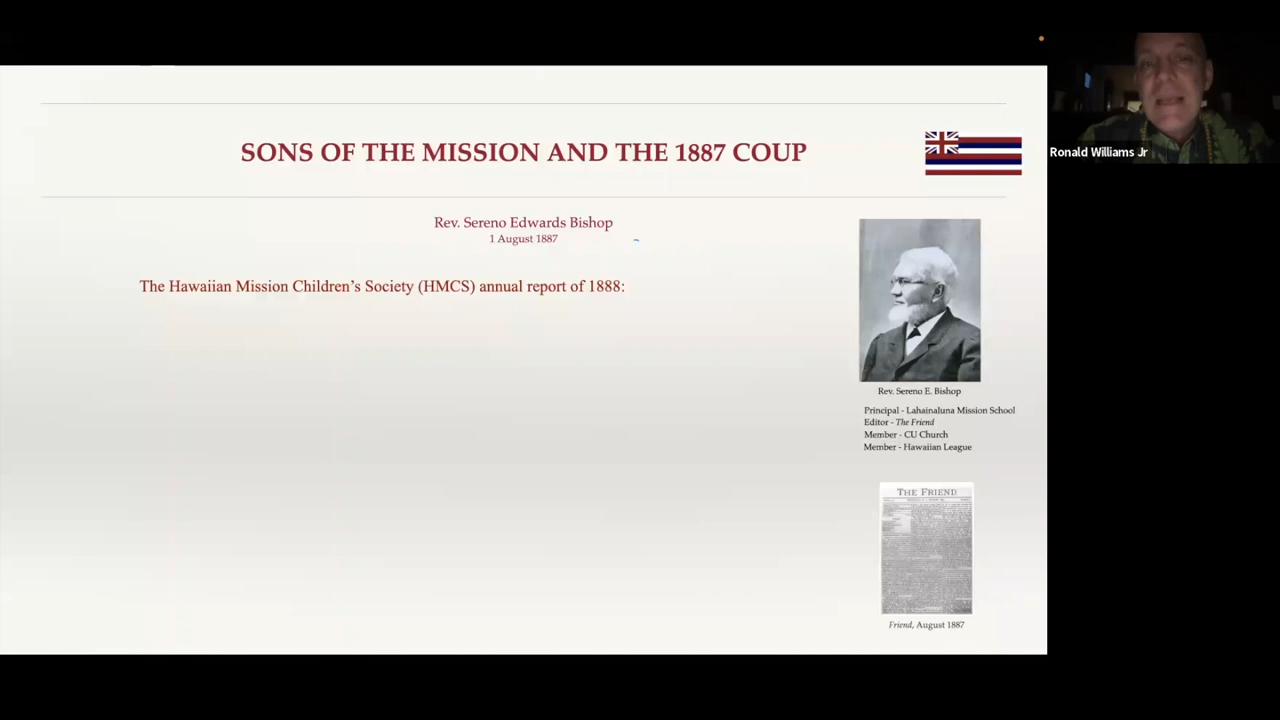 SONS OF THE MISSION AND THE 1887 COUP
Ronald Williams Jr
Rev. Sereno Edwards Bishop
1 August 1887
The Hawaiian Mission Children’s Society (HMCS) annual report of 1888:
Rev. Sereno E. Bishop
Principal - Lahainaluna Mission School
Editor - The Friend
Member - CU Church
Member - Hawaiian League
THE FRIEND
Friend, August 1887